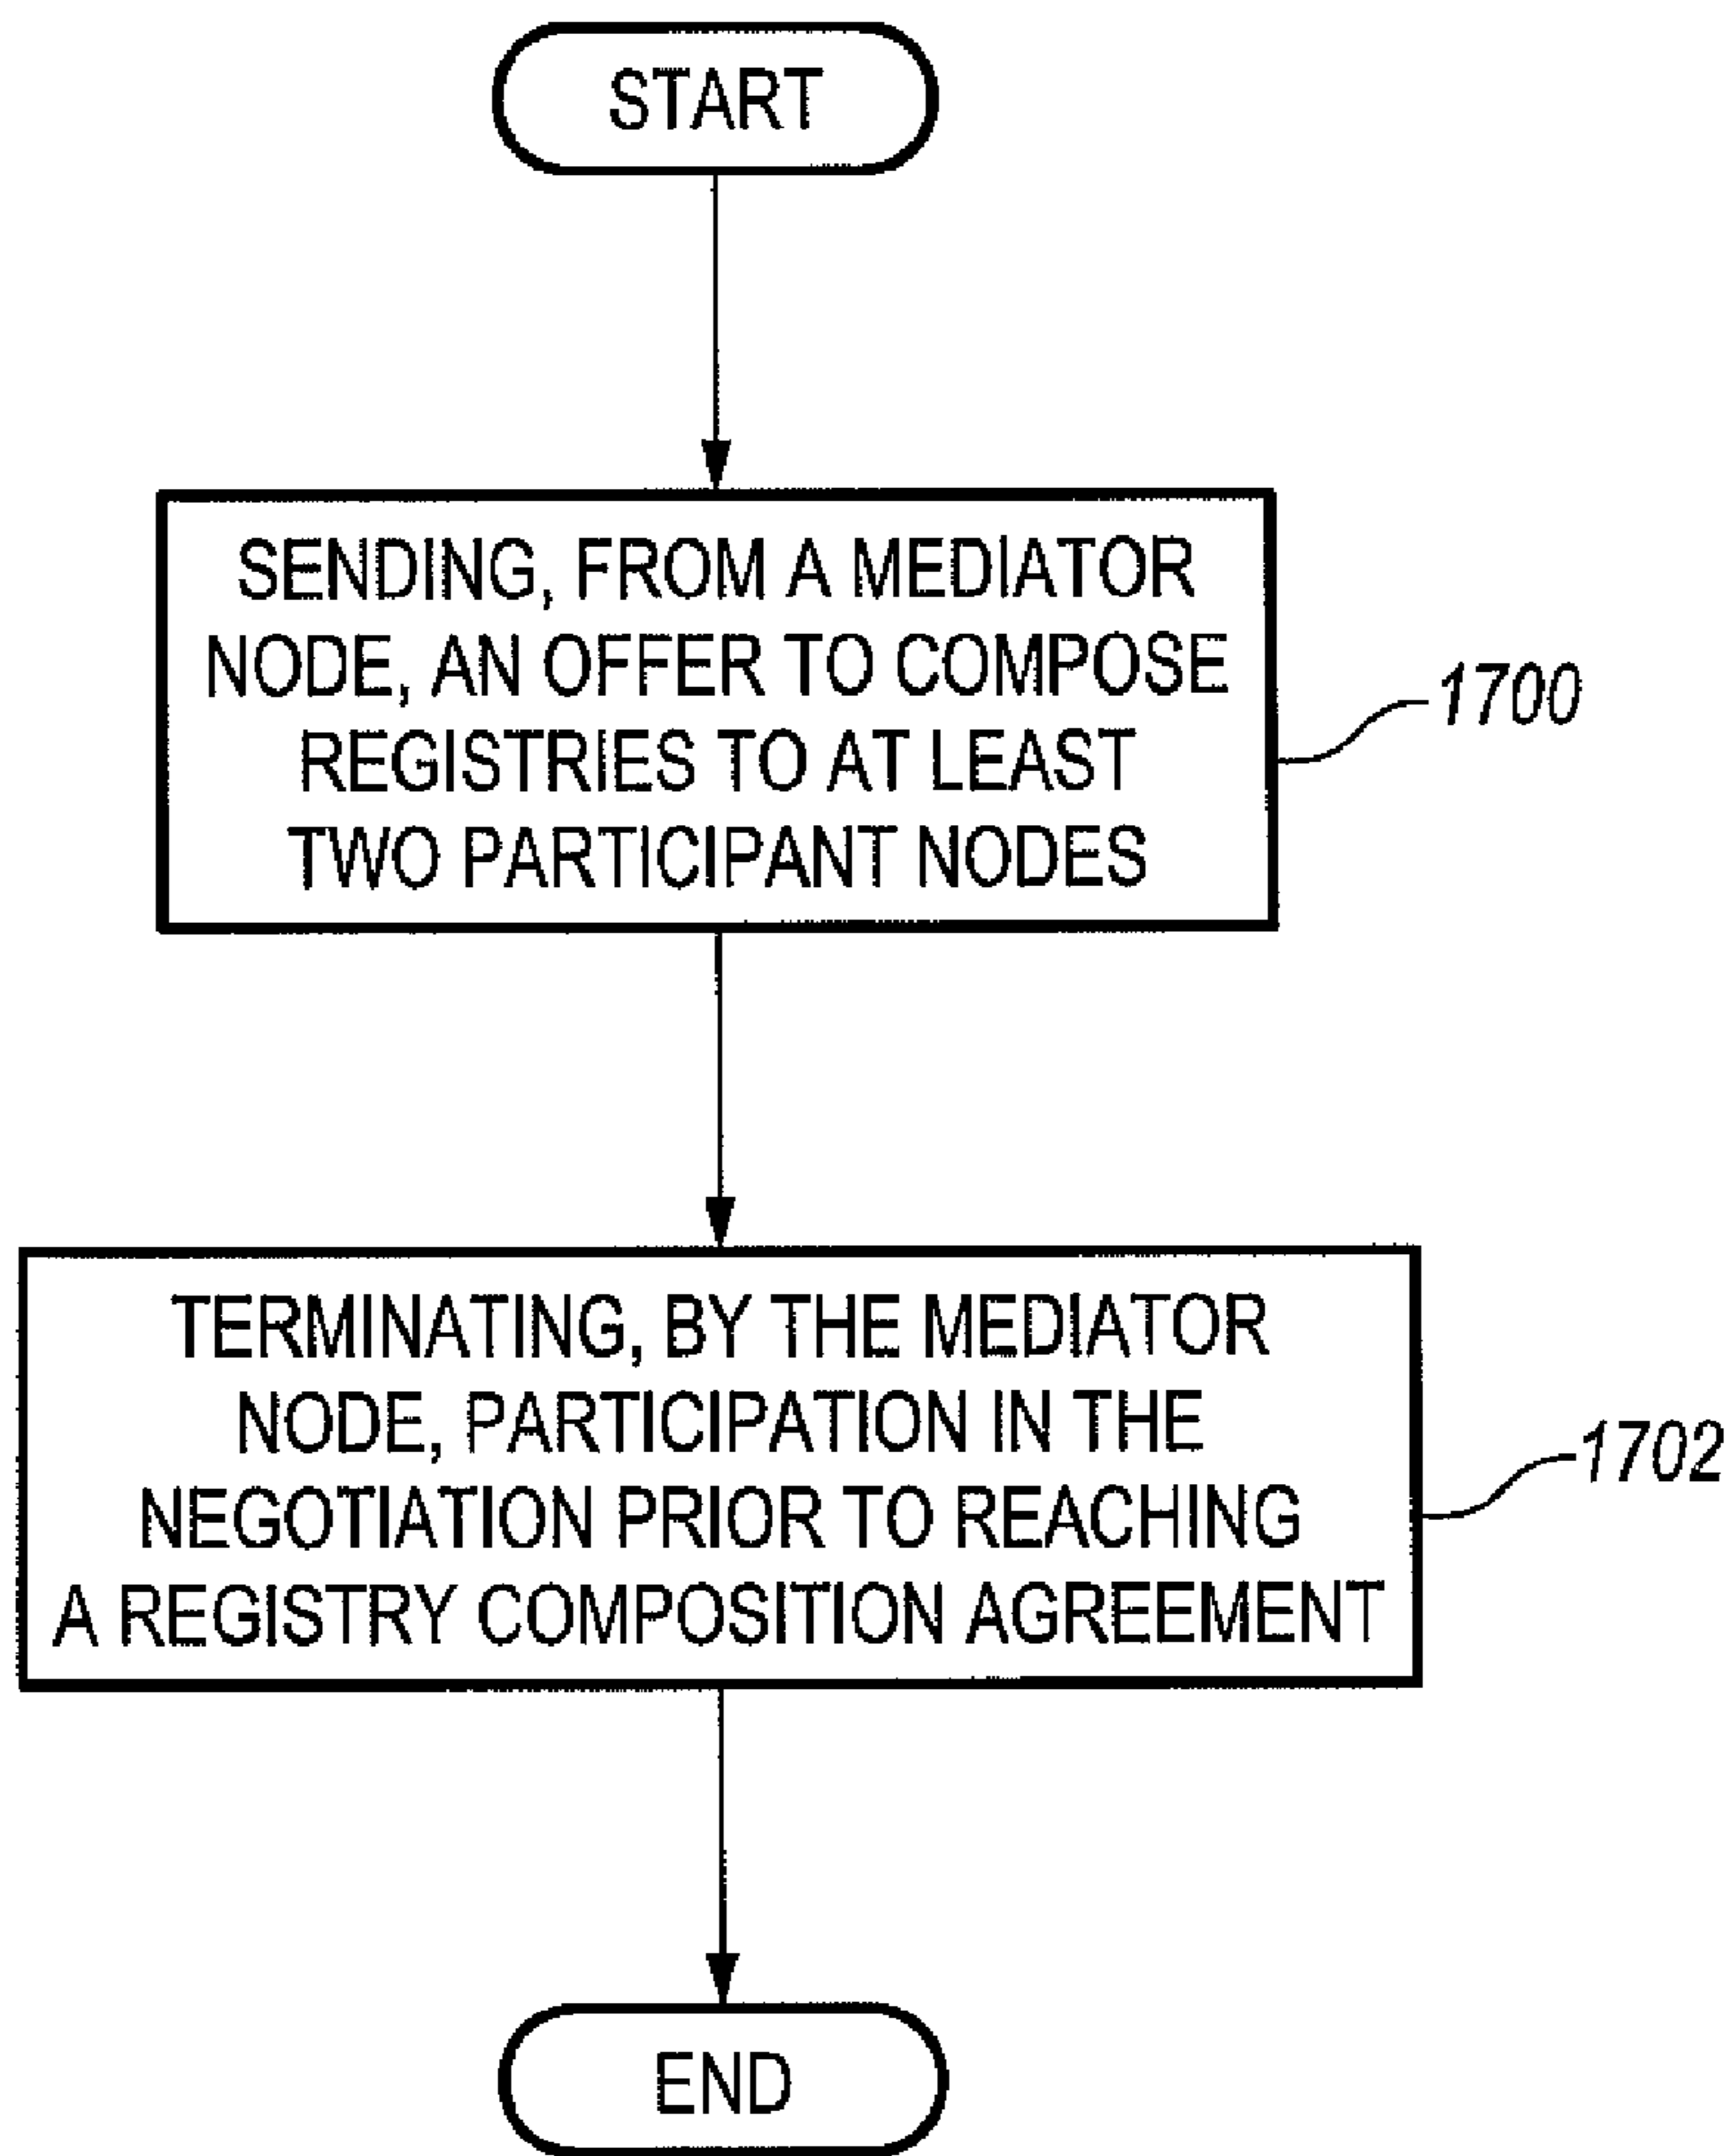 START
SENDING, FROM A MEDIATOR
NODE, AN OFFER TO COMPOSE
REGISTRIES TO AT LEAST
TWO PARTICIPANT NODES
1700
TERMINATING, BY THE MEDIATOR
NODE, PARTICIPATION IN THE
NEGOTIATION PRIOR TO REACHING
A REGISTRY COMPOSITION AGREEMENT
1702
END